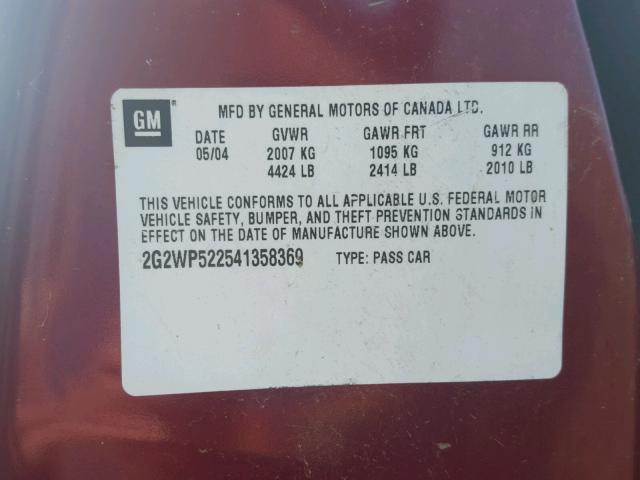 GM
MFD BY GENERAL MOTORS OF CANADA LTD.
DATE GVWR GAWR FRT GAWR RR
05/04 2007 KG 1095 KG 912 KG
4424 LB 2414 LB 2010 LB
THIS VEHICLE CONFORMS TO ALL APPLICABLE U.S. FEDERAL MOTOR
VEHICLE SAFETY, BUMPER, AND THEFT PREVENTION STANDARDS IN
EFFECT ON THE DATE OF MANUFACTURE SHOWN ABOVE.
2G2WP522541358369 TYPE: PASS CAR